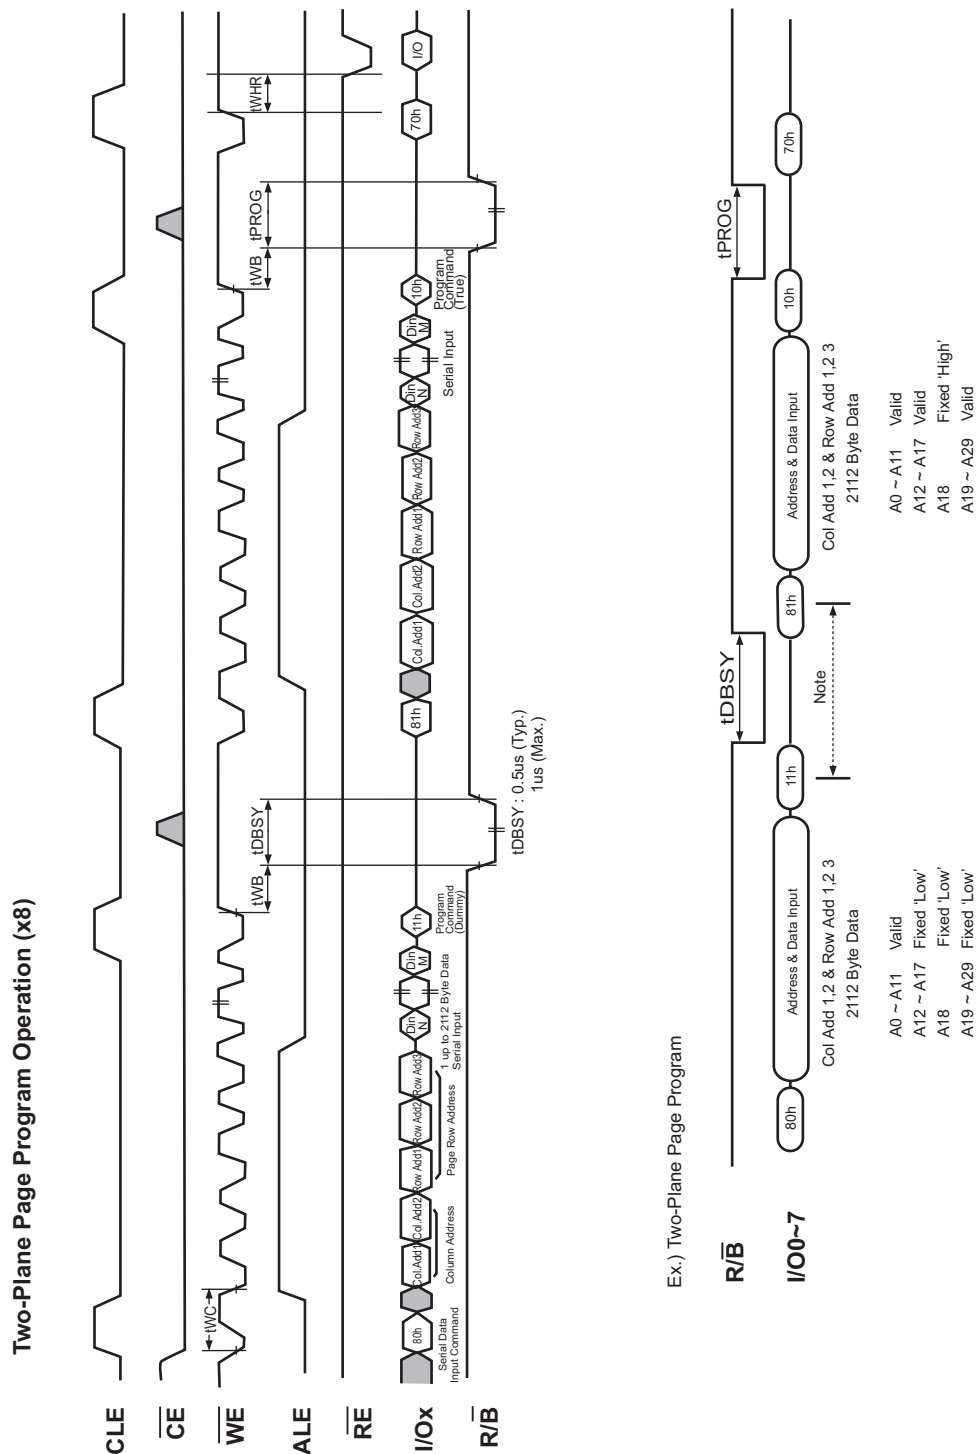 Two-Plane Page Program Operation (x8)
CLE
CE
WE
tWC
tWB
tDBSY
tWB
tPROG
tWHR
ALE
RE
I/Ox
80h
Col.Add1
Col.Add2
Row Add1
Row Add2
Row Add3
Din
N
Din
M
11h
81h
Col.Add1
Col.Add2
Row Add1
Row Add2
Row Add3
Din
N
Din
M
10h
70h
I/O
Serial Data
Input Command
Column Address
Page Row Address
1 up to 2112 Byte Data
Serial Input
Program
Command
(Dummy)
Serial Input
Program
Command
(True)
R/B
tDBSY : 0.5us (Typ.)
1us (Max.)
Ex.) Two-Plane Page Program
R/B
tDBSY
tPROG
I/O0~7
80h
Address & Data Input
11h
81h
Address & Data Input
10h
70h
Note
Col Add 1,2 & Row Add 1,2 3
2112 Byte Data
A0 ~ A11 Valid
A12 ~ A17 Fixed 'Low'
A18 Fixed 'Low'
A19 ~ A29 Fixed 'Low'
Col Add 1,2 & Row Add 1,2 3
2112 Byte Data
A0 ~ A11 Valid
A12 ~ A17 Valid
A18 Fixed 'High'
A19 ~ A29 Valid